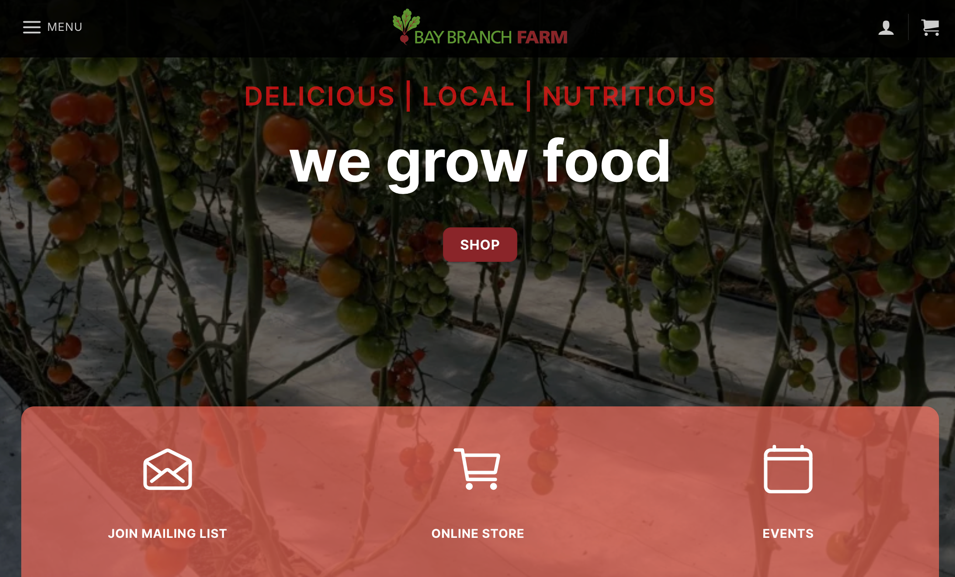 MENU
BAY BRANCH FARM
DELICIOUS | LOCAL | NUTRITIOUS
we grow food
SHOP
JOIN MAILING LIST
ONLINE STORE
EVENTS